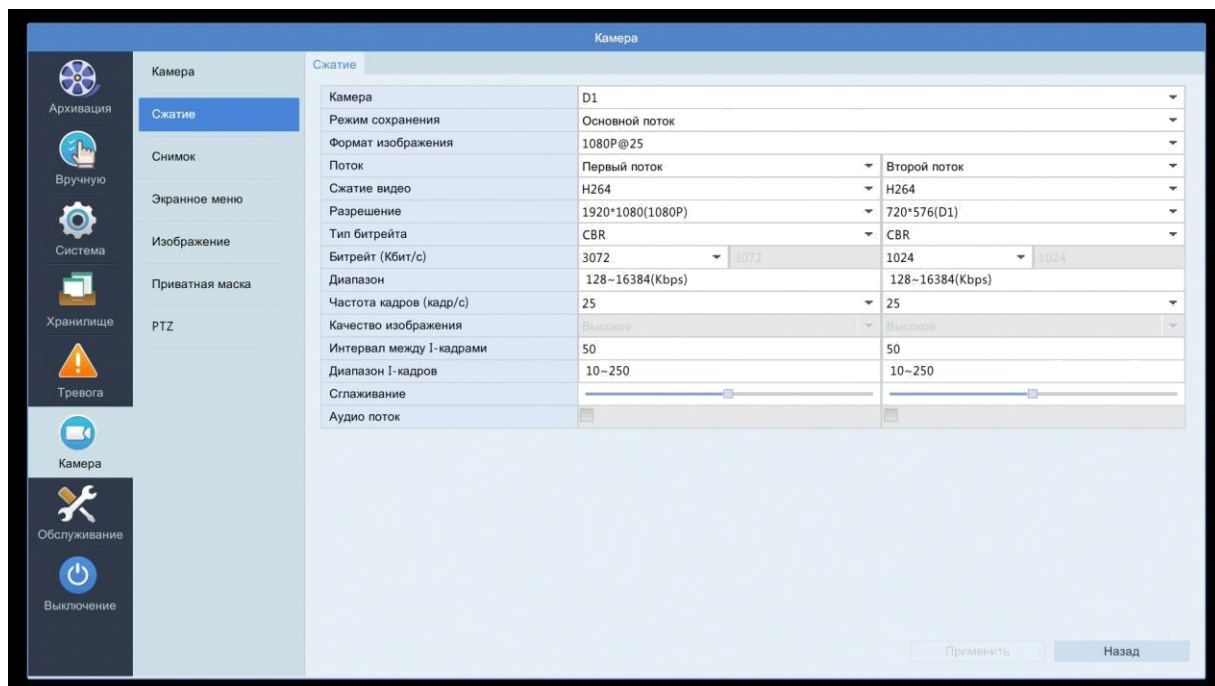 Камера
Архивация
Вручную
Система
Хранилище
Тревога
Камера
Обслуживание
Выключение
Камера
Сжатие
Снимок
Экранное меню
Изображение
Приватная маска
PTZ
Сжатие
Камера D1
Режим сохранения Основной поток
Формат изображения 1080P@25
Поток Первый поток Второй поток
Сжатие видео H264 H264
Разрешение 1920*1080(1080P) 720*576(D1)
Тип битрейта CBR CBR
Битрейт (Кбит/с) 3072 3072 1024 1024
Диапазон 128~16384(Kbps) 128~16384(Kbps)
Частота кадров (кадр/с) 25 25
Качество изображения Высокое Высокое
Интервал между I-кадрами 50 50
Диапазон I-кадров 10~250 10~250
Сглаживание
Аудио поток
Применить Назад